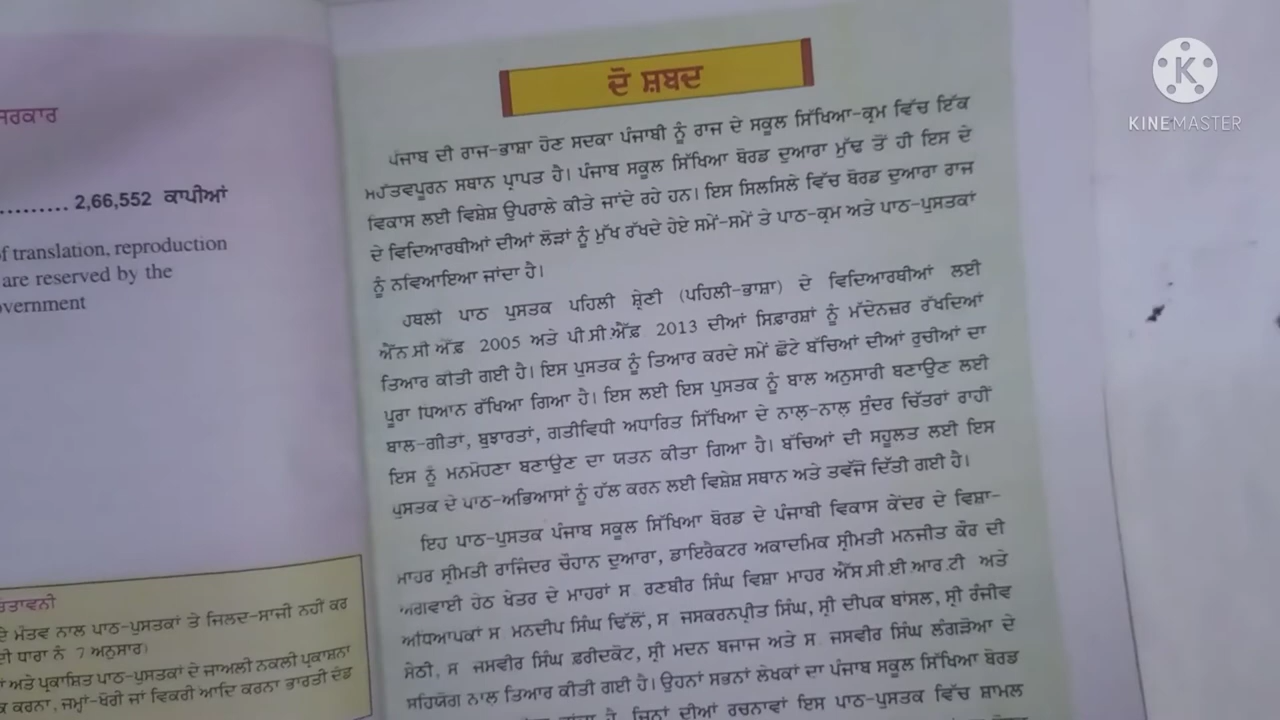 ਸਰਕਾਰ
......... 2,66,552 ਕਾਪੀਆਂ
of translation, reproduction
are reserved by the
vernment
ਤਾਵਨੀ
ਮੰਤਵ ਨਾਲ ਪਾਠ-ਪੁਸਤਕਾਂ ਤੇ ਜਿਲਦ-ਸਾਜੀ ਨਹੀਂ ਕਰ
ਧਾਰਾ ਨੰ 7 ਅਨੁਸਾਰ)
ਅਤੇ ਪ੍ਰਕਾਸ਼ਿਤ ਪਾਠ-ਪੁਸਤਕਾਂ ਦੇ ਜਾਅਲੀ ਨਕਲੀ ਪ੍ਰਕਾਸ਼ਨਾਂ
ਕਰਨਾ, ਜਮ੍ਹਾਂ-ਖੋਰੀ ਜਾਂ ਵਿਕਰੀ ਆਦਿ ਕਰਨਾ ਭਾਰਤੀ ਦੰਡ
ਦੋ ਸ਼ਬਦ
ਪੰਜਾਬ ਦੀ ਰਾਜ-ਭਾਸ਼ਾ ਹੋਣ ਸਦਕਾ ਪੰਜਾਬੀ ਨੂੰ ਰਾਜ ਦੇ ਸਕੂਲ ਸਿੱਖਿਆ-ਕ੍ਰਮ ਵਿੱਚ ਇੱਕ
ਮਹੱਤਵਪੂਰਨ ਸਥਾਨ ਪ੍ਰਾਪਤ ਹੈ। ਪੰਜਾਬ ਸਕੂਲ ਸਿੱਖਿਆ ਬੋਰਡ ਦੁਆਰਾ ਮੁੱਢ ਤੋਂ ਹੀ ਇਸ ਦੇ
ਵਿਕਾਸ ਲਈ ਵਿਸ਼ੇਸ਼ ਉਪਰਾਲੇ ਕੀਤੇ ਜਾਂਦੇ ਰਹੇ ਹਨ। ਇਸ ਸਿਲਸਿਲੇ ਵਿੱਚ ਬੋਰਡ ਦੁਆਰਾ ਰਾਜ
ਦੇ ਵਿਦਿਆਰਥੀਆਂ ਦੀਆਂ ਲੋੜਾਂ ਨੂੰ ਮੁੱਖ ਰੱਖਦੇ ਹੋਏ ਸਮੇਂ-ਸਮੇਂ ਤੇ ਪਾਠ-ਕ੍ਰਮ ਅਤੇ ਪਾਠ-ਪੁਸਤਕਾਂ
ਨੂੰ ਨਵਿਆਇਆ ਜਾਂਦਾ ਹੈ।
ਹਥਲੀ ਪਾਠ ਪੁਸਤਕ ਪਹਿਲੀ ਸ਼੍ਰੇਣੀ (ਪਹਿਲੀ-ਭਾਸ਼ਾ) ਦੇ ਵਿਦਿਆਰਥੀਆਂ ਲਈ
ਐੱਨ.ਸੀ.ਐੱਫ਼. 2005 ਅਤੇ ਪੀ.ਸੀ.ਐੱਫ਼. 2013 ਦੀਆਂ ਸਿਫ਼ਾਰਸ਼ਾਂ ਨੂੰ ਮੱਦੇਨਜ਼ਰ ਰੱਖਦਿਆਂ
ਤਿਆਰ ਕੀਤੀ ਗਈ ਹੈ। ਇਸ ਪੁਸਤਕ ਨੂੰ ਤਿਆਰ ਕਰਦੇ ਸਮੇਂ ਛੋਟੇ ਬੱਚਿਆਂ ਦੀਆਂ ਰੁਚੀਆਂ ਦਾ
ਪੂਰਾ ਧਿਆਨ ਰੱਖਿਆ ਗਿਆ ਹੈ। ਇਸ ਲਈ ਇਸ ਪੁਸਤਕ ਨੂੰ ਬਾਲ ਅਨੁਸਾਰੀ ਬਣਾਉਣ ਲਈ
ਬਾਲ-ਗੀਤਾਂ, ਬੁਝਾਰਤਾਂ, ਗਤੀਵਿਧੀ ਅਧਾਰਿਤ ਸਿੱਖਿਆ ਦੇ ਨਾਲ਼-ਨਾਲ਼ ਸੁੰਦਰ ਚਿੱਤਰਾਂ ਰਾਹੀਂ
ਇਸ ਨੂੰ ਮਨਮੋਹਣਾ ਬਣਾਉਣ ਦਾ ਯਤਨ ਕੀਤਾ ਗਿਆ ਹੈ। ਬੱਚਿਆਂ ਦੀ ਸਹੂਲਤ ਲਈ ਇਸ
ਪੁਸਤਕ ਦੇ ਪਾਠ-ਅਭਿਆਸਾਂ ਨੂੰ ਹੱਲ ਕਰਨ ਲਈ ਵਿਸ਼ੇਸ਼ ਸਥਾਨ ਅਤੇ ਤਵੱਜੋ ਦਿੱਤੀ ਗਈ ਹੈ।
ਇਹ ਪਾਠ-ਪੁਸਤਕ ਪੰਜਾਬ ਸਕੂਲ ਸਿੱਖਿਆ ਬੋਰਡ ਦੇ ਪੰਜਾਬੀ ਵਿਕਾਸ ਕੇਂਦਰ ਦੇ ਵਿਸ਼ਾ-
ਮਾਹਰ ਸ਼੍ਰੀਮਤੀ ਰਾਜਿੰਦਰ ਚੌਹਾਨ ਦੁਆਰਾ, ਡਾਇਰੈਕਟਰ ਅਕਾਦਮਿਕ ਸ਼੍ਰੀਮਤੀ ਮਨਜੀਤ ਕੌਰ ਦੀ
ਅਗਵਾਈ ਹੇਠ ਖੇਤਰ ਦੇ ਮਾਹਰਾਂ ਸ. ਰਣਬੀਰ ਸਿੰਘ ਵਿਸ਼ਾ ਮਾਹਰ ਐੱਸ.ਸੀ.ਈ.ਆਰ.ਟੀ. ਅਤੇ
ਅਧਿਆਪਕਾਂ ਸ. ਮਨਦੀਪ ਸਿੰਘ ਢਿੱਲੋਂ, ਸ. ਜਸਕਰਨਪ੍ਰੀਤ ਸਿੰਘ, ਸ਼੍ਰੀ ਦੀਪਕ ਬਾਂਸਲ, ਸ਼੍ਰੀ ਰੰਜੀਵ
ਸੇਠੀ, ਸ. ਜਸਵੀਰ ਸਿੰਘ ਫ਼ਰੀਦਕੋਟ, ਸ਼੍ਰੀ ਮਦਨ ਬਜਾਜ ਅਤੇ ਸ. ਜਸਵੀਰ ਸਿੰਘ ਲੰਗੜੋਆ ਦੇ
ਸਹਿਯੋਗ ਨਾਲ ਤਿਆਰ ਕੀਤੀ ਗਈ ਹੈ। ਉਹਨਾਂ ਸਭਨਾਂ ਲੇਖਕਾਂ ਦਾ ਪੰਜਾਬ ਸਕੂਲ ਸਿੱਖਿਆ ਬੋਰਡ
ਜਿਨ੍ਹਾਂ ਦੀਆਂ ਰਚਨਾਵਾਂ ਇਸ ਪਾਠ-ਪੁਸਤਕ ਵਿੱਚ ਸ਼ਾਮਲ
K
KINEMASTER